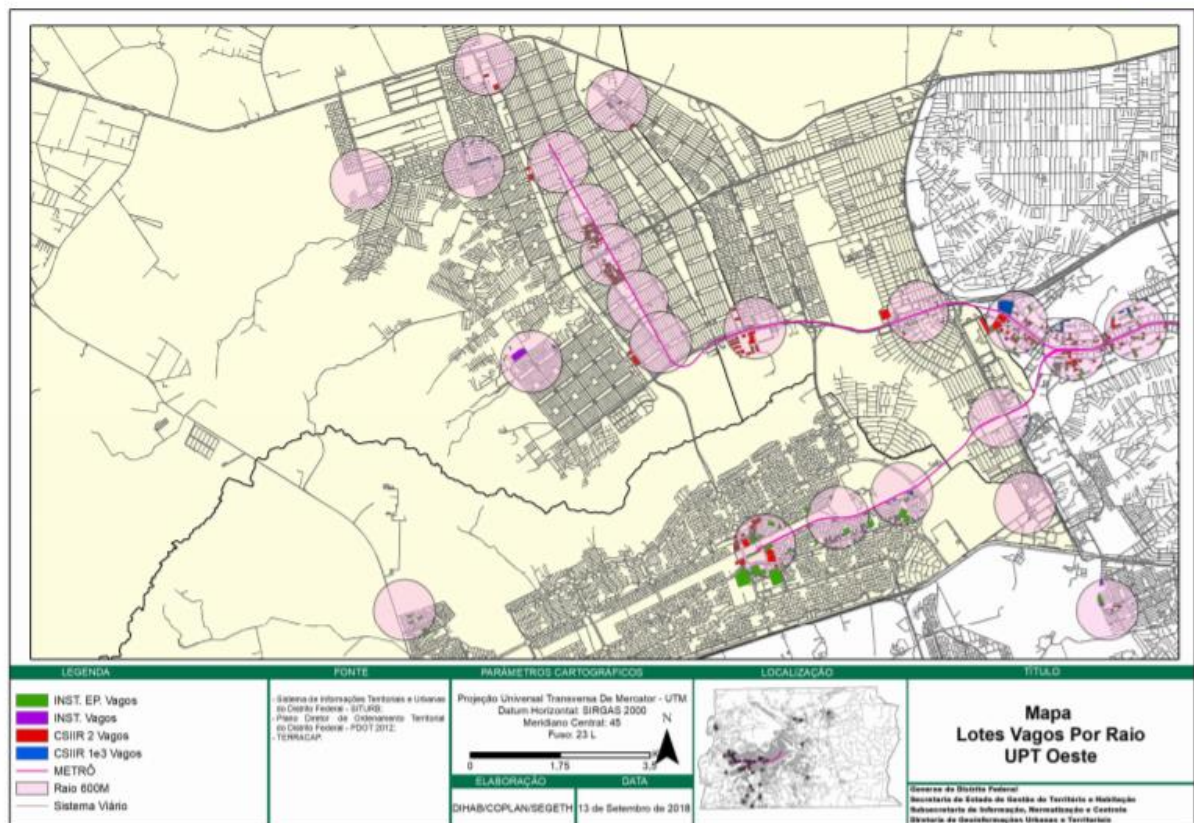 LEGENDA
INST. EP. Vagos
INST. Vagos
CSIIR 2 Vagos
CSIIR 1e3 Vagos
METRÔ
Raio 600M
Sistema Viário
FONTE
- Sistema de Informações Territoriais e Urbanas
do Distrito Federal - SITURB;
- Plano Diretor de Ordenamento Territorial
do Distrito Federal - PDOT 2012;
- TERRACAP.
PARÂMETROS CARTOGRÁFICOS
Projeção Universal Transversa De Mercator - UTM
Datum Horizontal: SIRGAS 2000
Meridiano Central: 45
Fuso: 23 L
N
0 1.75 3.5
ELABORAÇÃO
DIHAB/COPLAN/SEGETH
DATA
13 de Setembro de 2018
LOCALIZAÇÃO
TÍTULO
Mapa
Lotes Vagos Por Raio
UPT Oeste
Governo do Distrito Federal
Secretaria de Estado de Gestão do Território e Habitação
Subsecretaria de Informação, Normatização e Controle
Diretoria de Geoinformações Urbanas e Territoriais